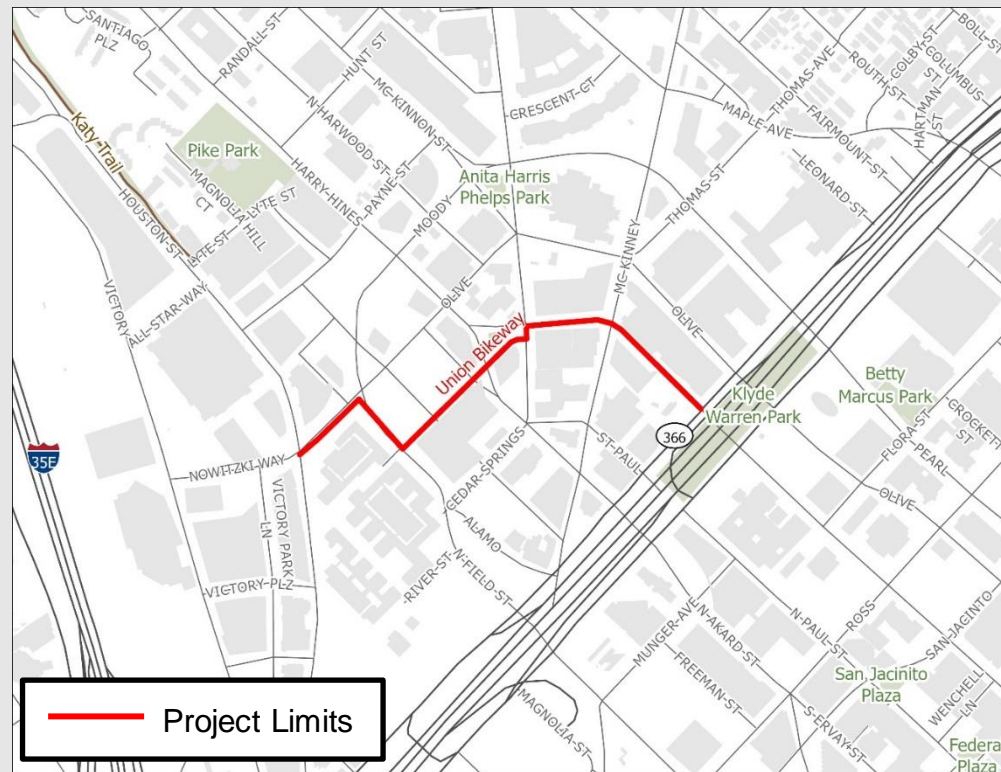 SANTIAGO
PLZ
RANDALL-ST
HUNT ST
MC-KINNON-ST
N-HARWOOD-ST
CRESCENT-CT
THOMAS-AVE
ROUTH-ST
COLBY-ST
BOLL-ST
COLUMBUS
ST
HARTMAN
ST
FAIRMOUNT-ST
MAPLE-AVE
LEONARD-ST
Katy-Trail
Pike Park
HOUSTON-ST
MAGNOLIA-HILL
CT
LYTE ST
LYTE-ST
HARRY-HINES
PAYNE-ST
MOODY
Anita Harris
Phelps Park
THOMAS-ST
MC-KINNEY
VICTORY
ALL-STAR-WAY
OLIVE
Union Bikeway
OLIVE
Klyde
Warren Park
Betty
Marcus Park
CROCKETT
ST
FLORA-ST
PEARL
OLIVE
366
35E
NOWITZKI-WAY
VICTORY PARK
LN
VICTORY-PLZ
CEDAR-SPRINGS
ALAMO
RIVER-ST
N-FIELD-ST
ST-PAUL
MUNGER-AVE
N-AKARD-ST
FREEMAN-ST
N-PAUL-ST
ROSS
SAN-JACINTO
San Jacinito
Plaza
WENCHELL
LN
S-ERVAY-ST
MAGNOLIA-ST
Federa
Plaza
Project Limits